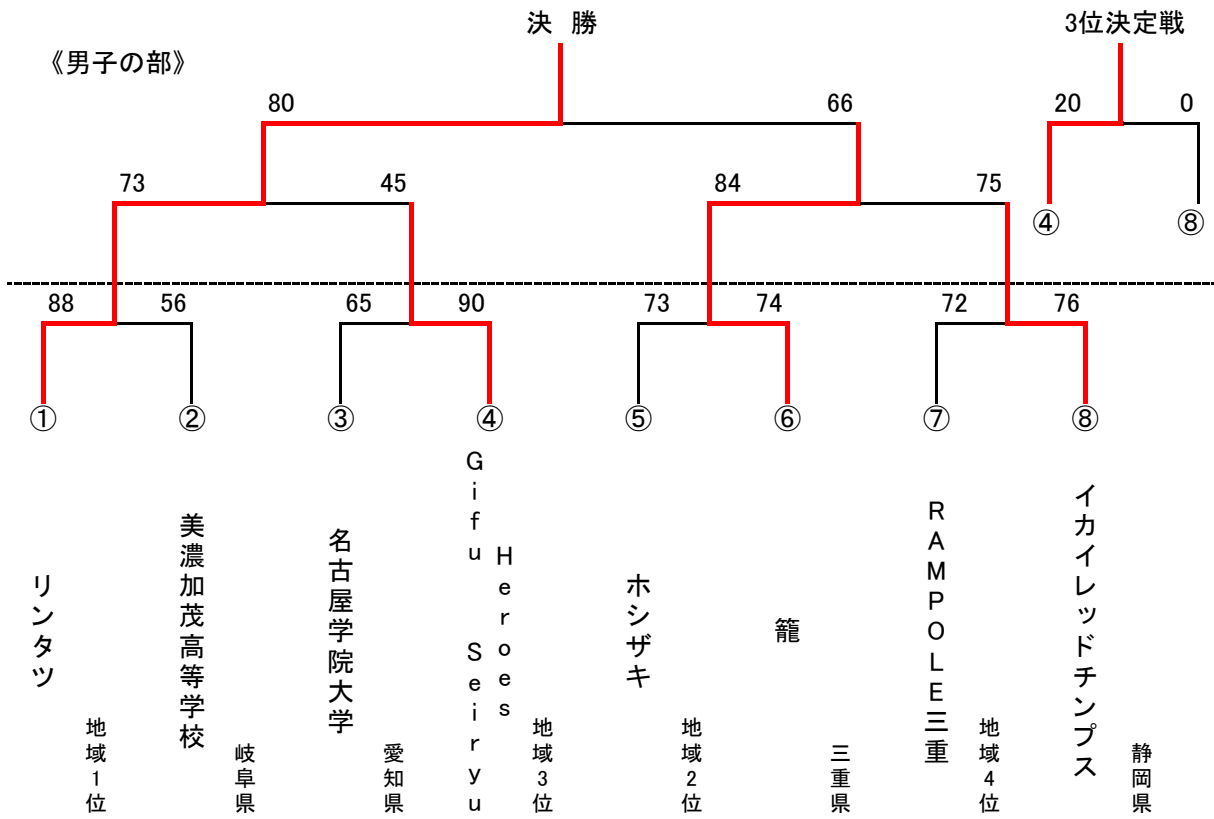 決 勝
3位決定戦
《男子の部》
80
66
20
0
73
45
84
75
④
⑧
88
56
65
90
73
74
72
76
①
②
③
④
⑤
⑥
⑦
⑧
リンタツ
地域1位
美濃加茂高等学校
岐阜県
名古屋学院大学
愛知県
Gifu Seiryu
Heroes
地域3位
ホシザキ
地域2位
籠
三重県
RAMPOLE三重
地域4位
イカイレッドチンプス
静岡県